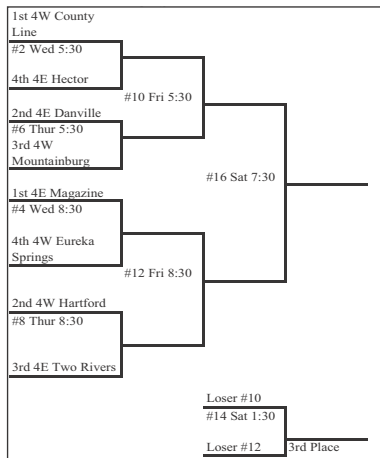 1st 4W County
Line
#2 Wed 5:30
4th 4E Hector
#10 Fri 5:30
2nd 4E Danville
#6 Thur 5:30
3rd 4W
Mountainburg
#16 Sat 7:30
1st 4E Magazine
#4 Wed 8:30
4th 4W Eureka
Springs
#12 Fri 8:30
2nd 4W Hartford
#8 Thur 8:30
3rd 4E Two Rivers
Loser #10
#14 Sat 1:30
Loser #12
3rd Place